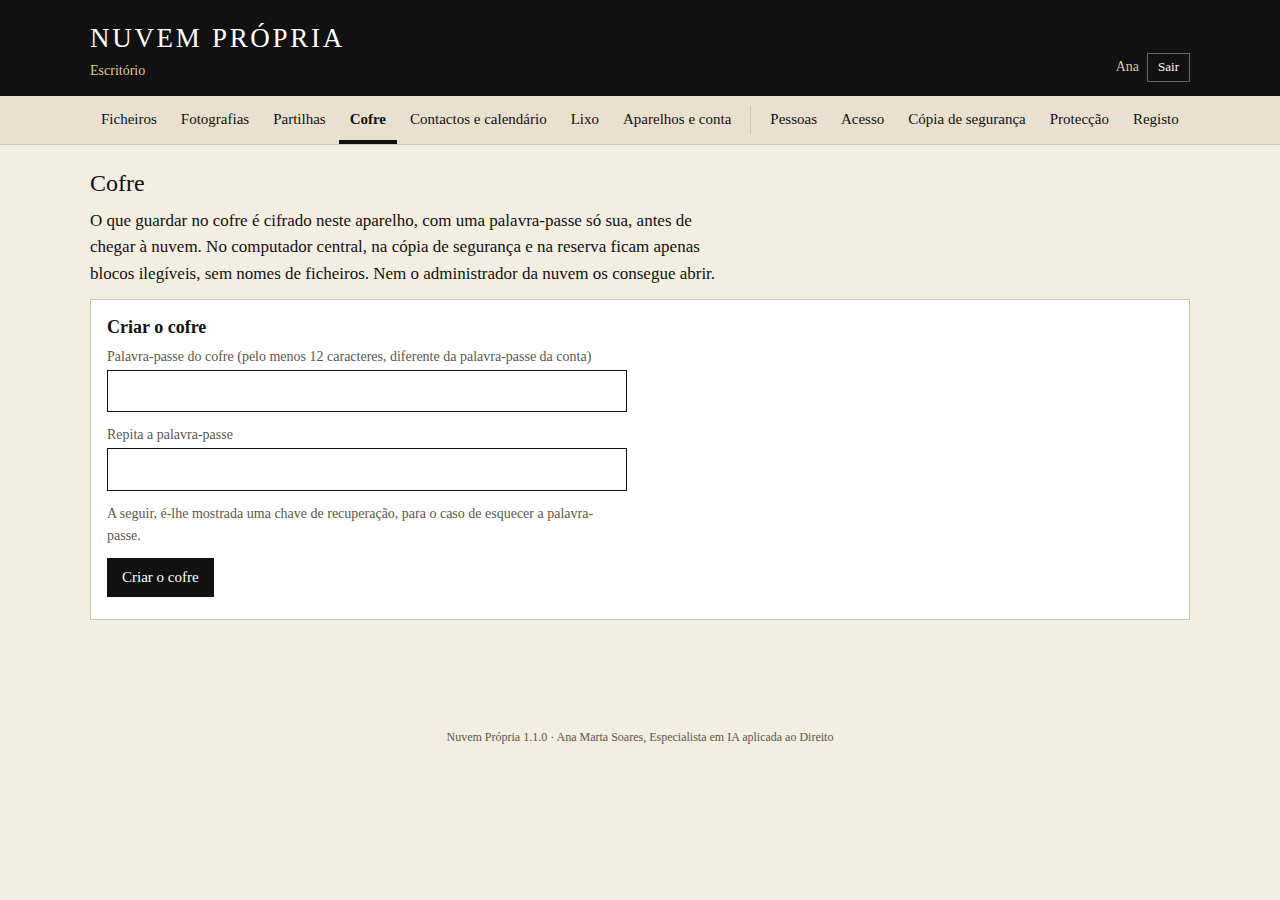 NUVEM PRÓPRIA
Escritório
Ana
Sair
Ficheiros Fotografias Partilhas Cofre Contactos e calendário Lixo Aparelhos e conta Pessoas Acesso Cópia de segurança Protecção Registo
Cofre
O que guardar no cofre é cifrado neste aparelho, com uma palavra-passe só sua, antes de
chegar à nuvem. No computador central, na cópia de segurança e na reserva ficam apenas
blocos ilegíveis, sem nomes de ficheiros. Nem o administrador da nuvem os consegue abrir.
Criar o cofre
Palavra-passe do cofre (pelo menos 12 caracteres, diferente da palavra-passe da conta)
Repita a palavra-passe
A seguir, é-lhe mostrada uma chave de recuperação, para o caso de esquecer a palavra-
passe.
Criar o cofre
Nuvem Própria 1.1.0 · Ana Marta Soares, Especialista em IA aplicada ao Direito